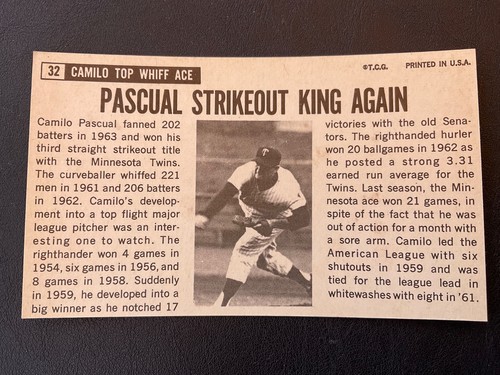 32 CAMILO TOP WHIFF ACE
©T.C.G. PRINTED IN U.S.A.
PASCUAL STRIKEOUT KING AGAIN
Camilo Pascual fanned 202
batters in 1963 and won his
third straight strikeout title
with the Minnesota Twins.
The curveballer whiffed 221
men in 1961 and 206 batters
in 1962. Camilo's develop-
ment into a top flight major
league pitcher was an inter-
esting one to watch. The
righthander won 4 games in
1954, six games in 1956, and
8 games in 1958. Suddenly
in 1959, he developed into a
big winner as he notched 17
victories with the old Sena-
tors. The righthanded hurler
won 20 ballgames in 1962 as
he posted a strong 3.31
earned run average for the
Twins. Last season, the Min-
nesota ace won 21 games, in
spite of the fact that he was
out of action for a month with
a sore arm. Camilo led the
American League with six
shutouts in 1959 and was
tied for the league lead in
whitewashes with eight in '61.
T